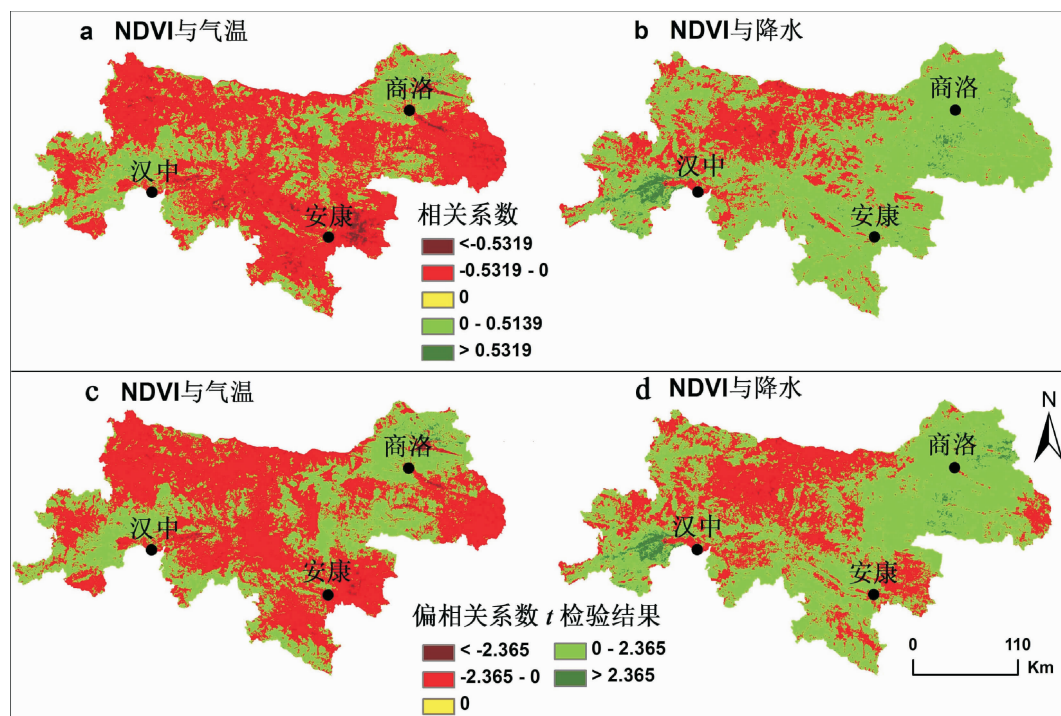 a NDVI与气温
商洛
汉中
安康
b NDVI与降水
商洛
汉中
安康
相关系数
<-0.5319
-0.5319 - 0
0
0 - 0.5139
> 0.5319
c NDVI与气温
商洛
汉中
安康
d NDVI与降水
N
商洛
汉中
安康
偏相关系数 t 检验结果
< -2.365
0 - 2.365
-2.365 - 0
> 2.365
0
0 110
Km